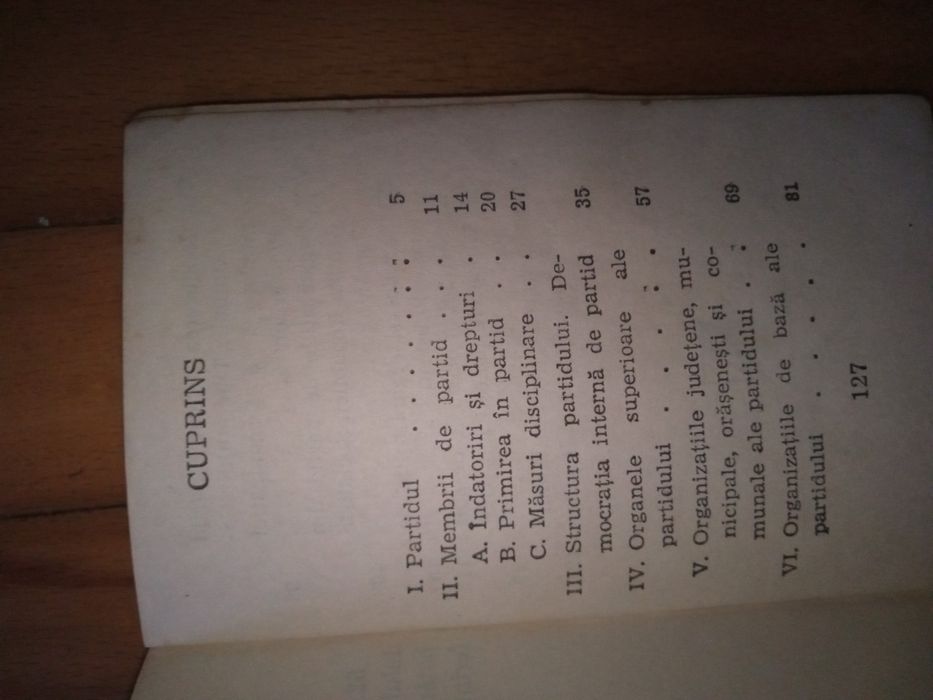 CUPRINS
I. Partidul . . . . . . 5
II. Membrii de partid . . . 11
A. Îndatoriri și drepturi . 14
B. Primirea în partid . . 20
C. Măsuri disciplinare . . 27
III. Structura partidului. De-
mocrația internă de partid 35
IV. Organele superioare ale
partidului . . . . . 57
V. Organizațiile județene, mu-
nicipale, orășenești și co-
munale ale partidului . . 69
VI. Organizațiile de bază ale
partidului . . . . . 81
127